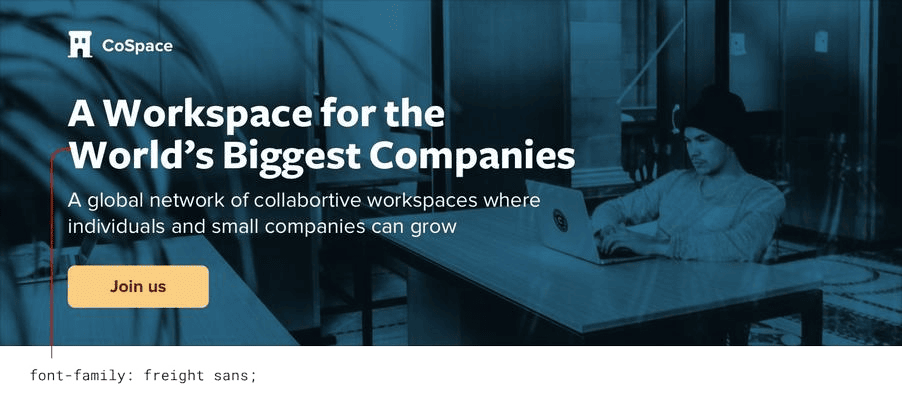 CoSpace
A Workspace for the
World's Biggest Companies
A global network of collabortive workspaces where
individuals and small companies can grow
Join us
font-family: freight sans;